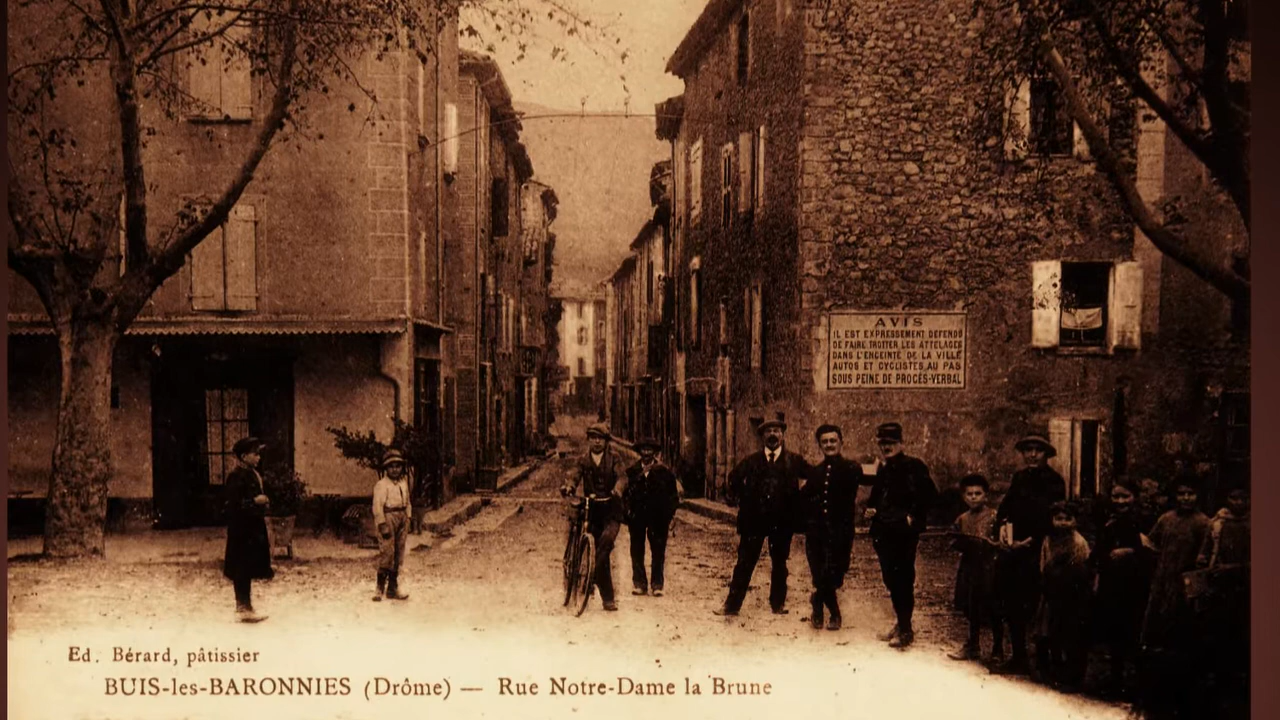 AVIS
IL EST EXPRESSEMENT DEFENDU
DE FAIRE TROTTER LES ATTELAGES
DANS L'ENCEINTE DE LA VILLE
AUTOS ET CYCLISTES AU PAS
SOUS PEINE DE PROCÈS-VERBAL
Ed. Bérard, pâtissier
BUIS-les-BARONNIES (Drôme) — Rue Notre-Dame la Brune